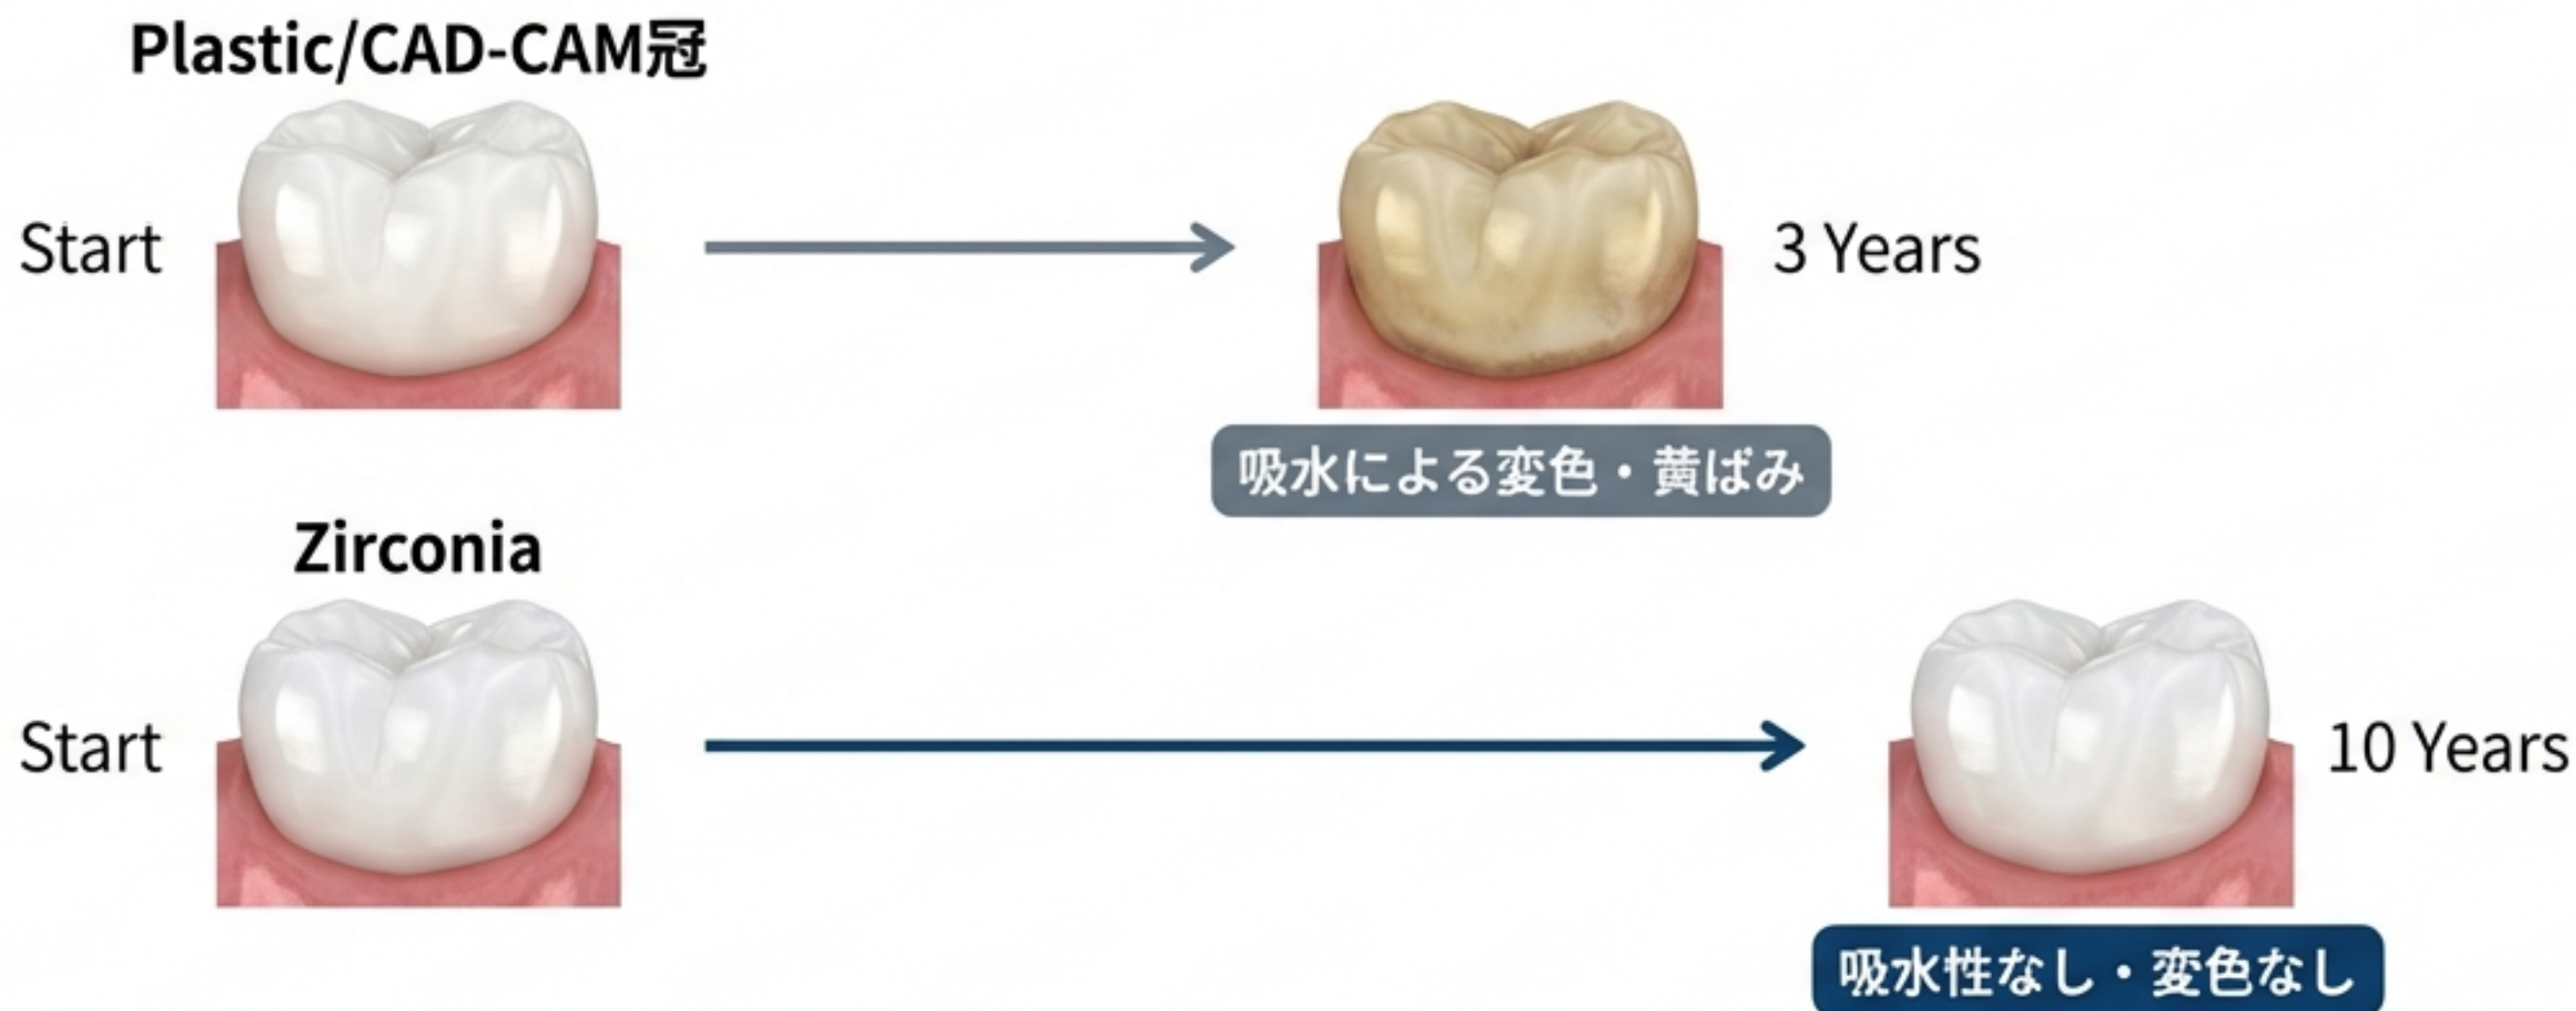 Plastic/CAD-CAM冠
Start
3 Years
吸水による変色・黄ばみ
Zirconia
Start
10 Years
吸水性なし・変色なし